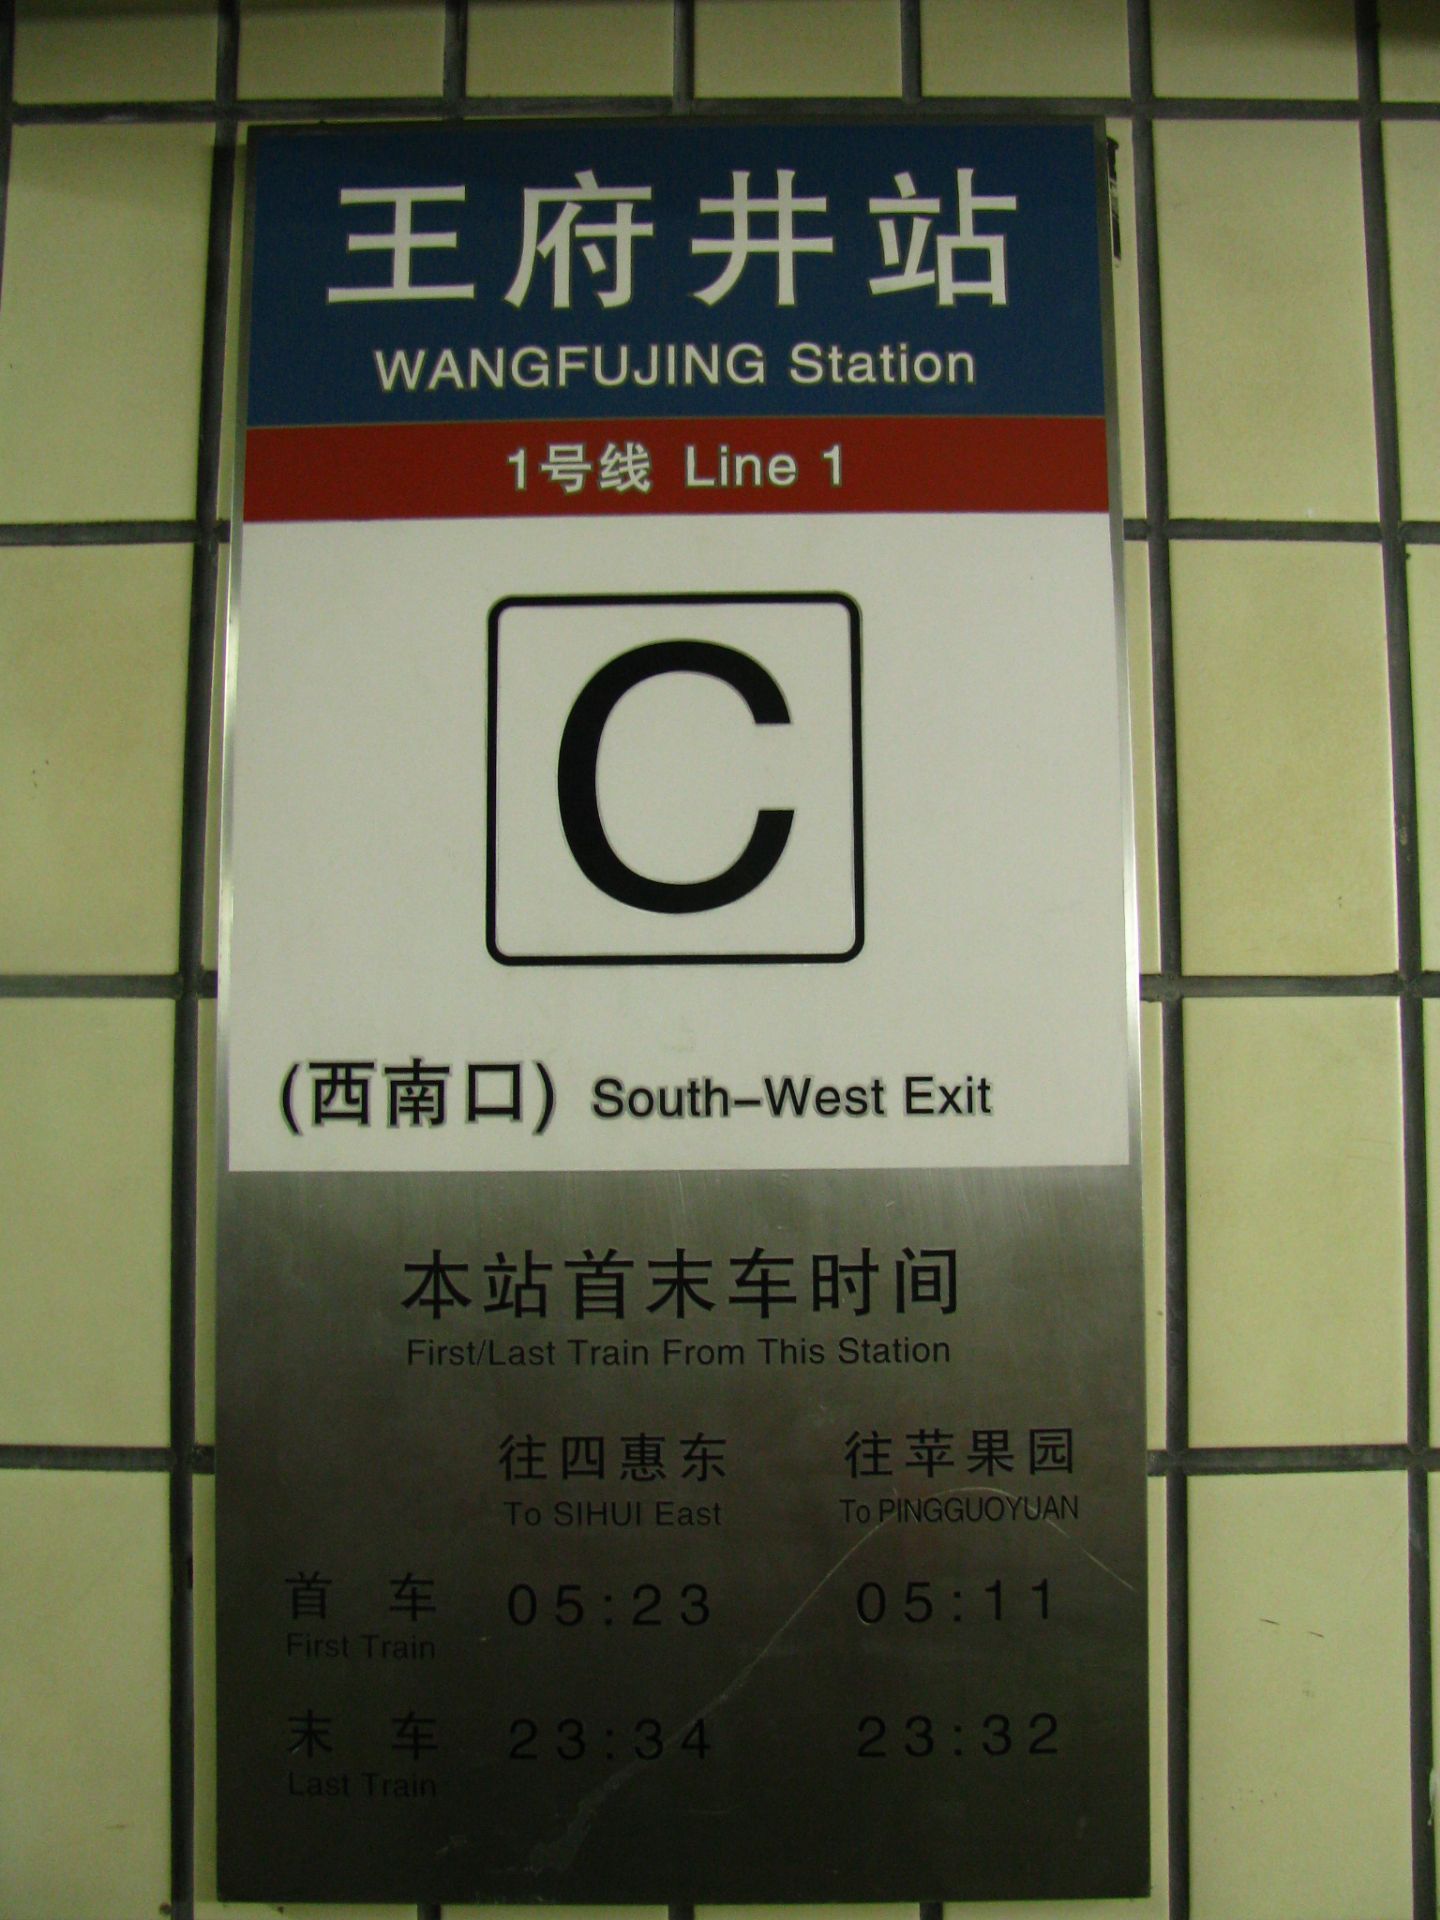 王府井站
WANGFUJING Station
1号线 Line 1
C
(西南口) South-West Exit
本站首末车时间
First/Last Train From This Station
往四惠东 往苹果园
To SIHUI East To PINGGUOYUAN
首 车 05:23 05:11
First Train
末 车 23:34 23:32
Last Train